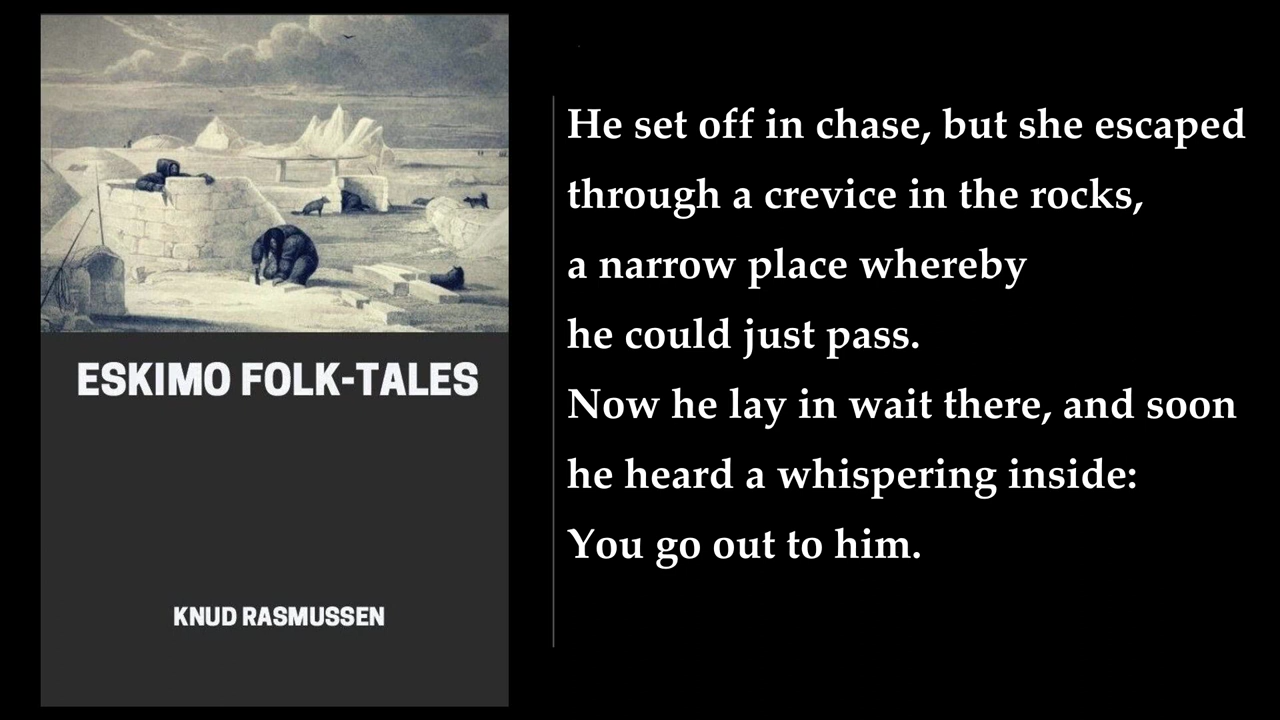 ESKIMO FOLK-TALES
KNUD RASMUSSEN
He set off in chase, but she escaped
through a crevice in the rocks,
a narrow place whereby
he could just pass.
Now he lay in wait there, and soon
he heard a whispering inside:
You go out to him.